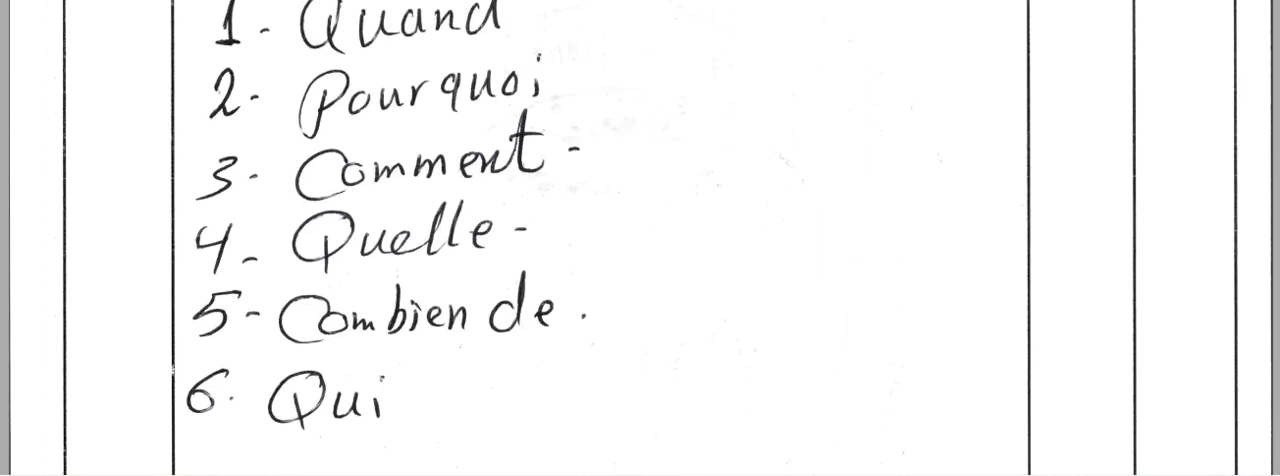 1- Quand
2- Pourquoi
3- Comment -
4- Quelle -
5- Combien de .
6. Qui